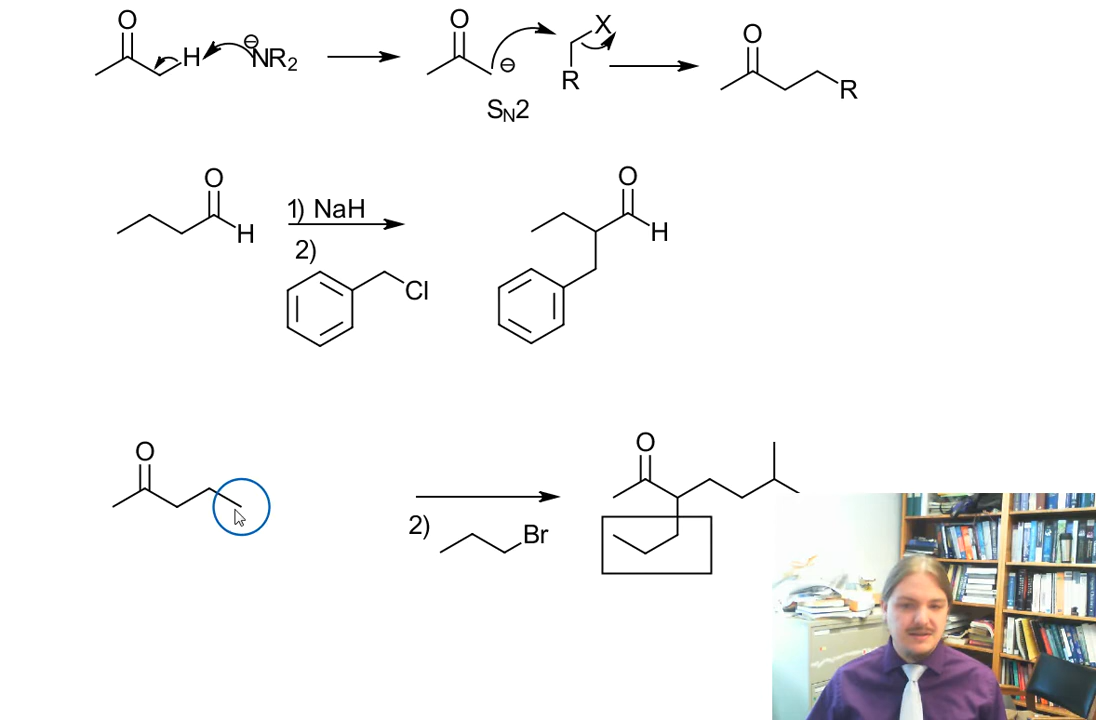 O
H
⊖
NR₂
O
⊖
X
R
Sₙ2
O
R
O
H
1) NaH
2)
Cl
O
H
O
2)
Br
O